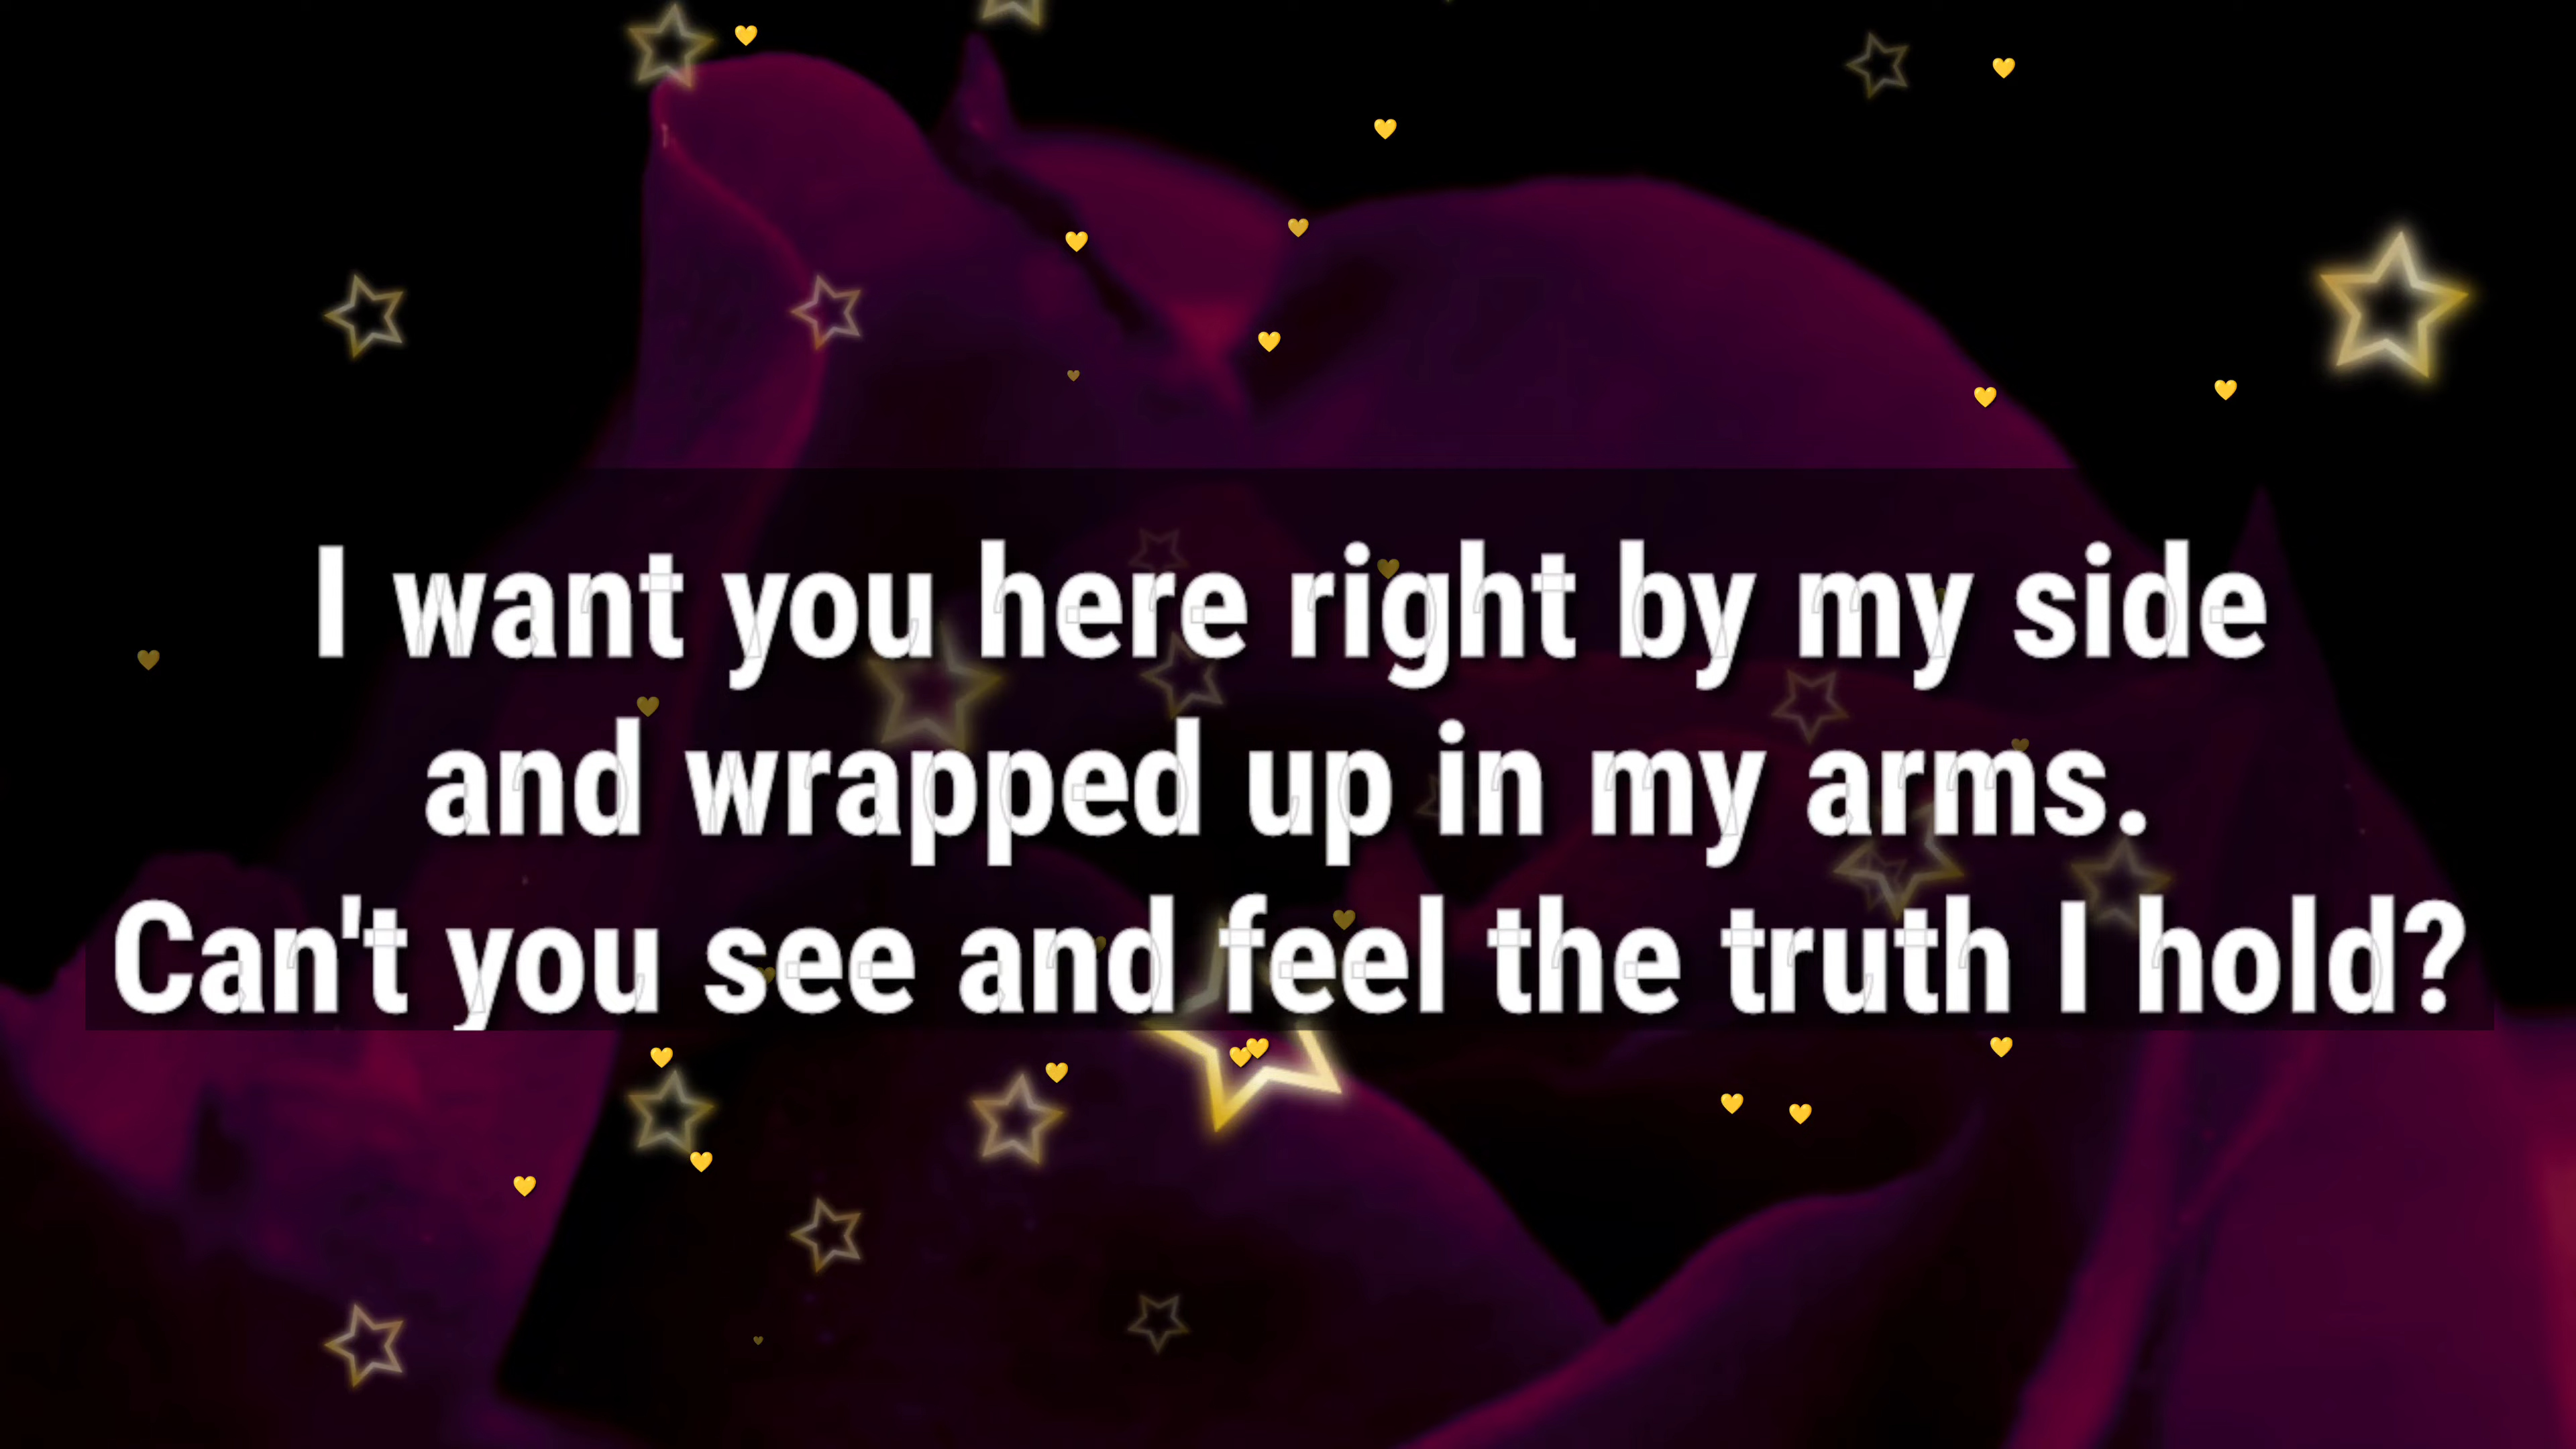 I want you here right by my side
and wrapped up in my arms.
Can't you see and feel the truth I hold?